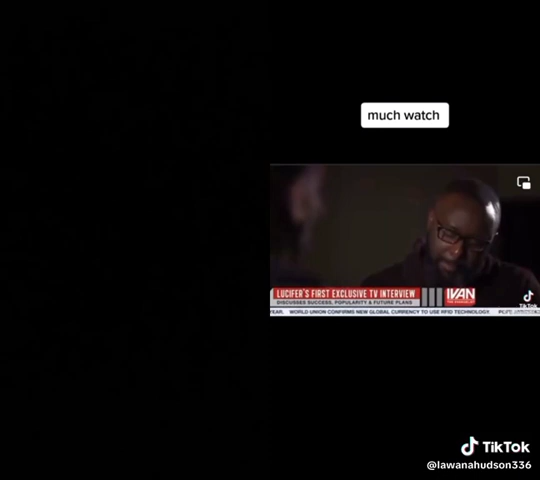 much watch
LUCIFER'S FIRST EXCLUSIVE TV INTERVIEW
DISCUSSES SUCCESS, POPULARITY & FUTURE PLANS
IVAN
YEAR. WORLD UNION CONFIRMS NEW GLOBAL CURRENCY TO USE RFID TECHNOLOGY
TikTok
TikTok
@lawanahudson336